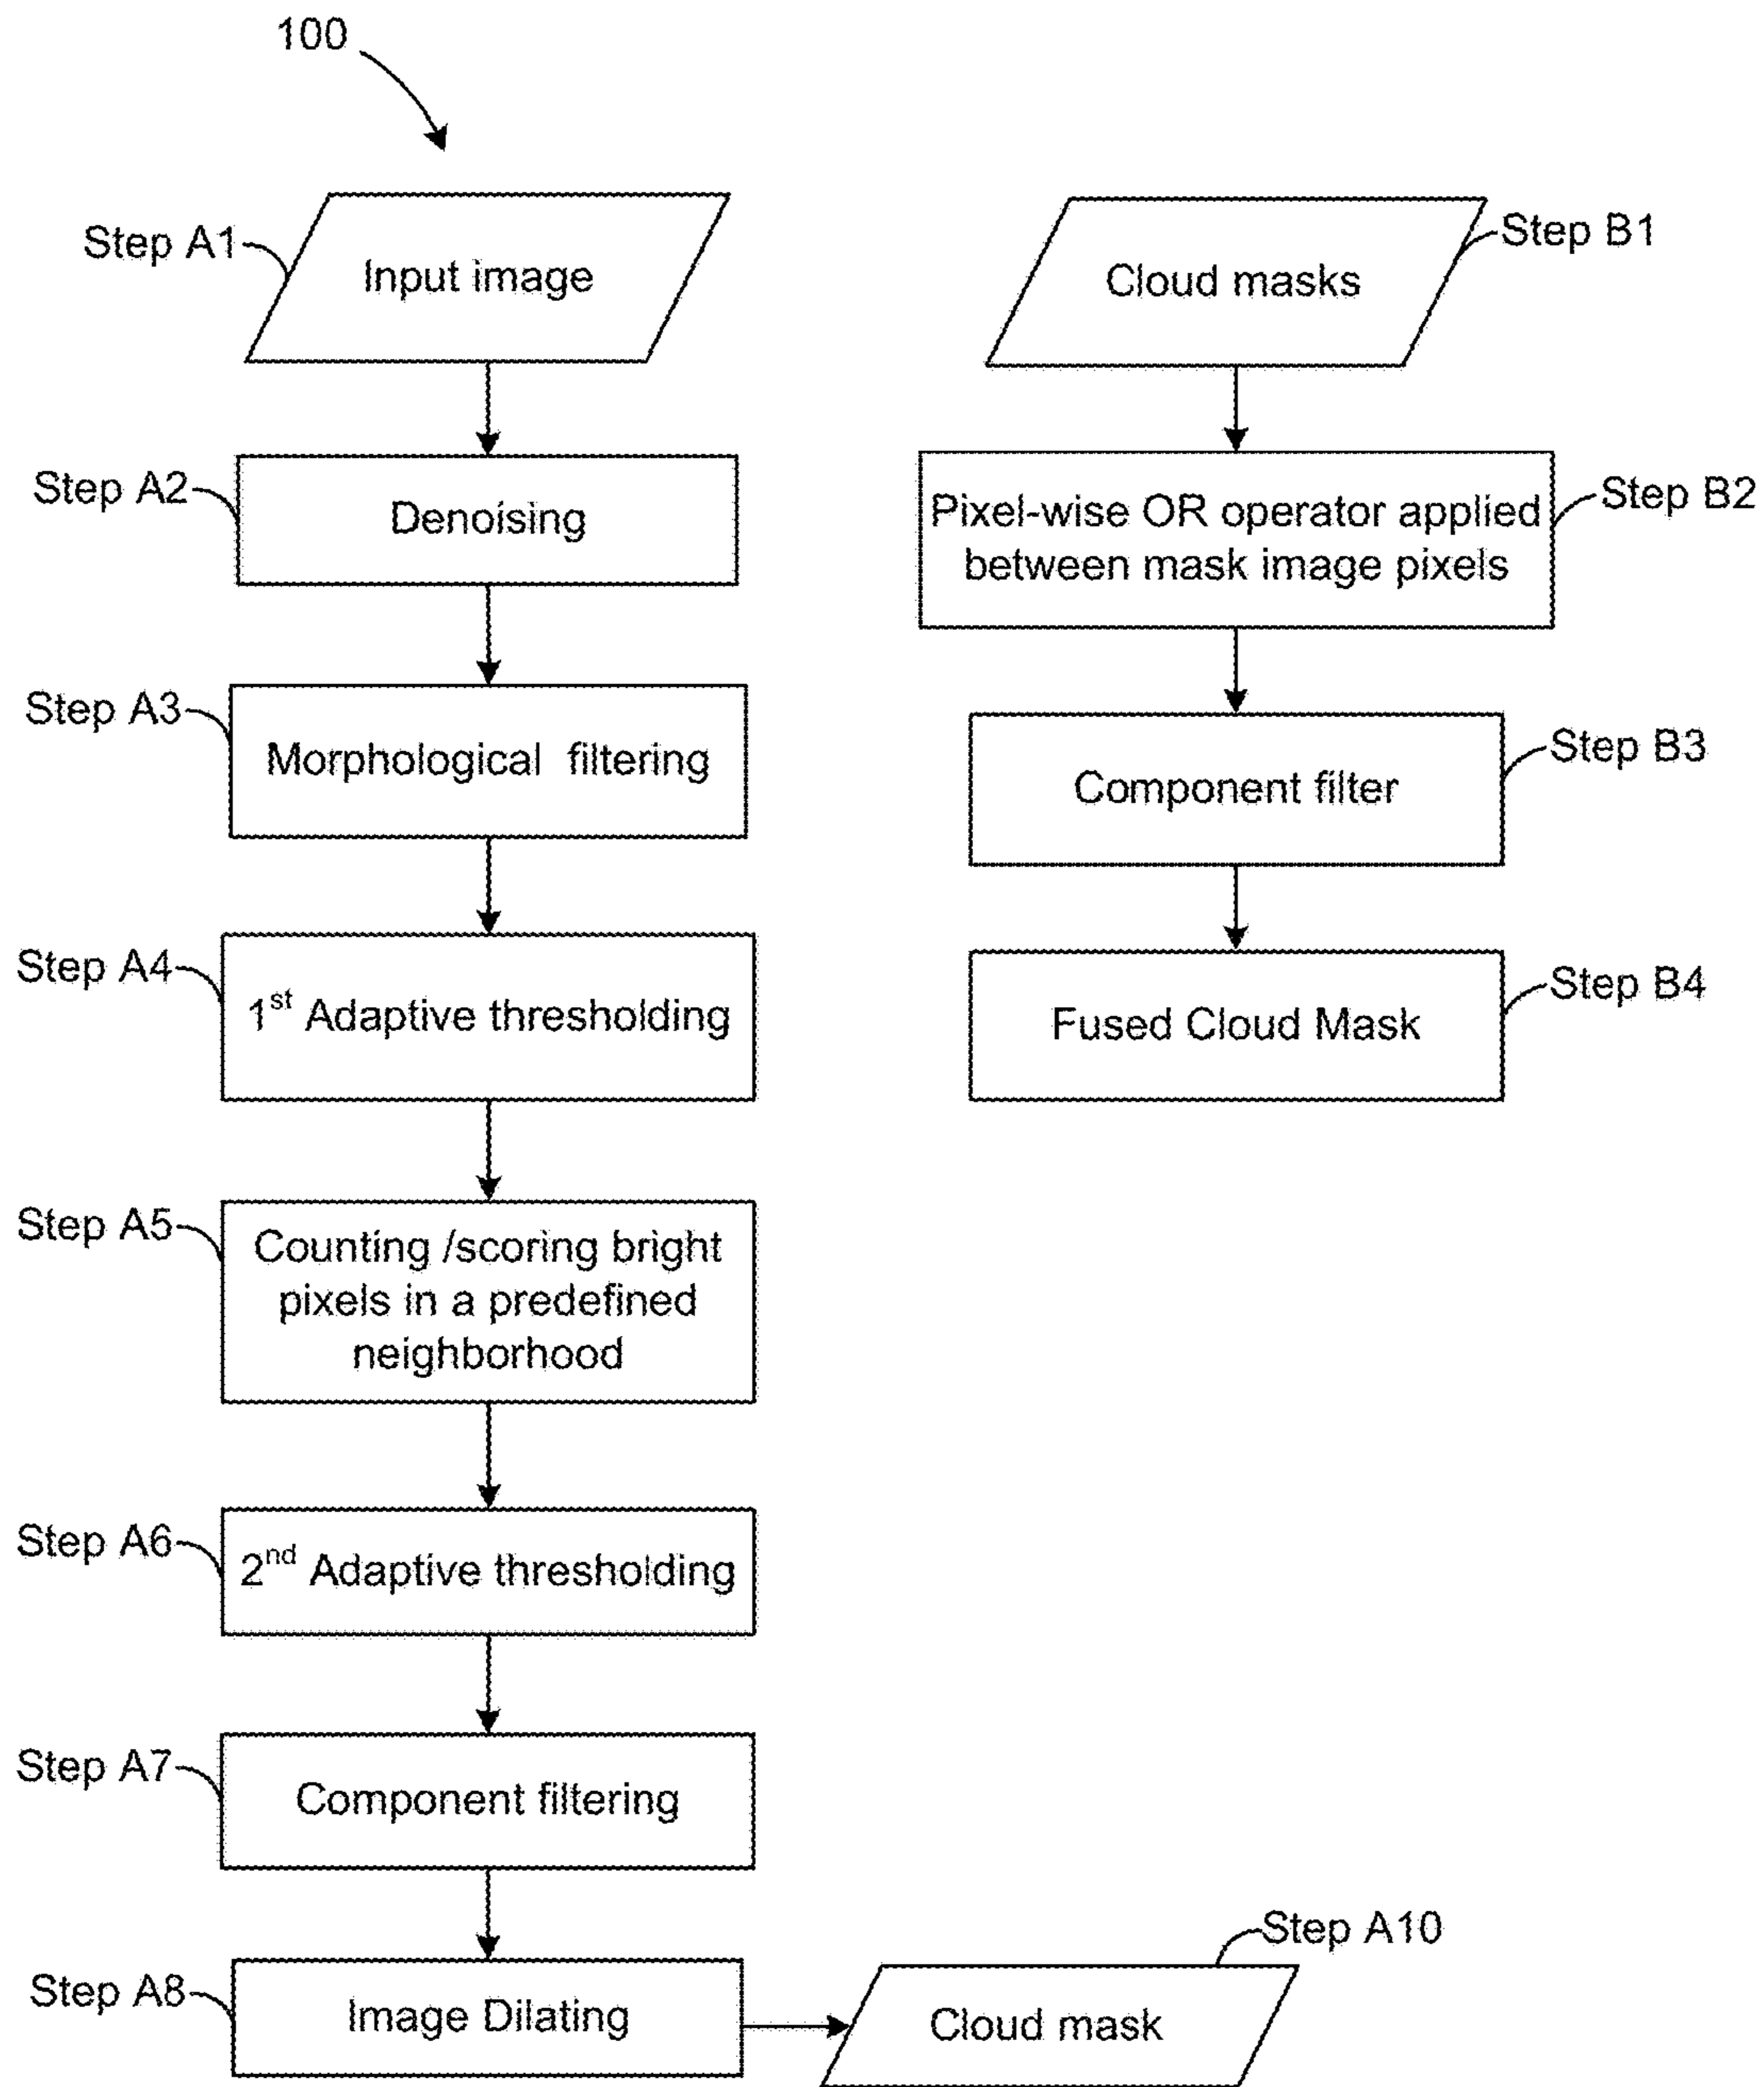 100
Step A1
Input image
Step A2
Denoising
Step A3
Morphological filtering
Step A4
1st Adaptive thresholding
Step A5
Counting /scoring bright
pixels in a predefined
neighborhood
Step A6
2nd Adaptive thresholding
Step A7
Component filtering
Step A8
Image Dilating
Step A10
Cloud mask
Step B1
Cloud masks
Step B2
Pixel-wise OR operator applied
between mask image pixels
Step B3
Component filter
Step B4
Fused Cloud Mask